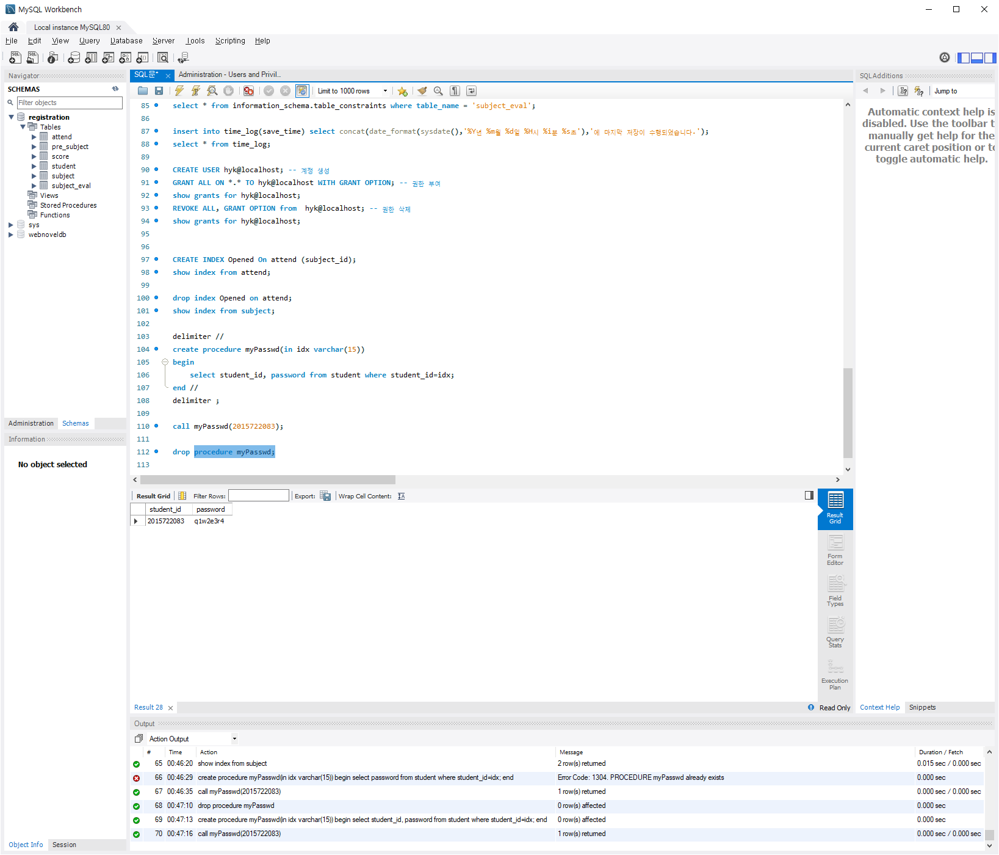 MySQL Workbench
Local instance MySQL80
File Edit View Query Database Server Tools Scripting Help
Navigator
SCHEMAS
Filter objects
registration
Tables
attend
pre_subject
score
student
subject
subject_eval
Views
Stored Procedures
Functions
sys
webnoveldb
Administration Schemas
Information
No object selected
Object Info Session
SQL문* Administration - Users and Privil...
Limit to 1000 rows
85 select * from information_schema.table_constraints where table_name = 'subject_eval';
86
87 insert into time_log(save_time) select concat(date_format(sysdate(),'%Y년 %m월 %d일 %H시 %i분 %s초'),'에 마지막 저장이 수행되었습니다.');
88 select * from time_log;
89
90 CREATE USER hyk@localhost; -- 계정 생성
91 GRANT ALL ON *.* TO hyk@localhost WITH GRANT OPTION; -- 권한 부여
92 show grants for hyk@localhost;
93 REVOKE ALL, GRANT OPTION from  hyk@localhost; -- 권한 삭제
94 show grants for hyk@localhost;
95
96
97 CREATE INDEX Opened On attend (subject_id);
98 show index from attend;
99
100 drop index Opened on attend;
101 show index from subject;
102
103 delimiter //
104 create procedure myPasswd(in idx varchar(15))
105 begin
106 select student_id, password from student where student_id=idx;
107 end //
108 delimiter ;
109
110 call myPasswd(2015722083);
111
112 drop procedure myPasswd;
113
Result Grid Filter Rows: Export: Wrap Cell Content:
student_id password
2015722083 q1w2e3r4
Result Grid
Form Editor
Field Types
Query Stats
Execution Plan
Result 28
Read Only
SQLAdditions
Jump to
Automatic context help is
disabled. Use the toolbar t
manually get help for the
current caret position or to
toggle automatic help.
Context Help Snippets
Output
Action Output
# Time Action Message Duration / Fetch
65 00:46:20 show index from subject 2 row(s) returned 0.015 sec / 0.000 sec
66 00:46:29 create procedure myPasswd(in idx varchar(15)) begin select password from student where student_id=idx; end Error Code: 1304. PROCEDURE myPasswd already exists 0.000 sec
67 00:46:35 call myPasswd(2015722083) 1 row(s) returned 0.000 sec / 0.000 sec
68 00:47:10 drop procedure myPasswd 0 row(s) affected 0.000 sec
69 00:47:13 create procedure myPasswd(in idx varchar(15)) begin select student_id, password from student where student_id=idx; end 0 row(s) affected 0.000 sec
70 00:47:16 call myPasswd(2015722083) 1 row(s) returned 0.000 sec / 0.000 sec